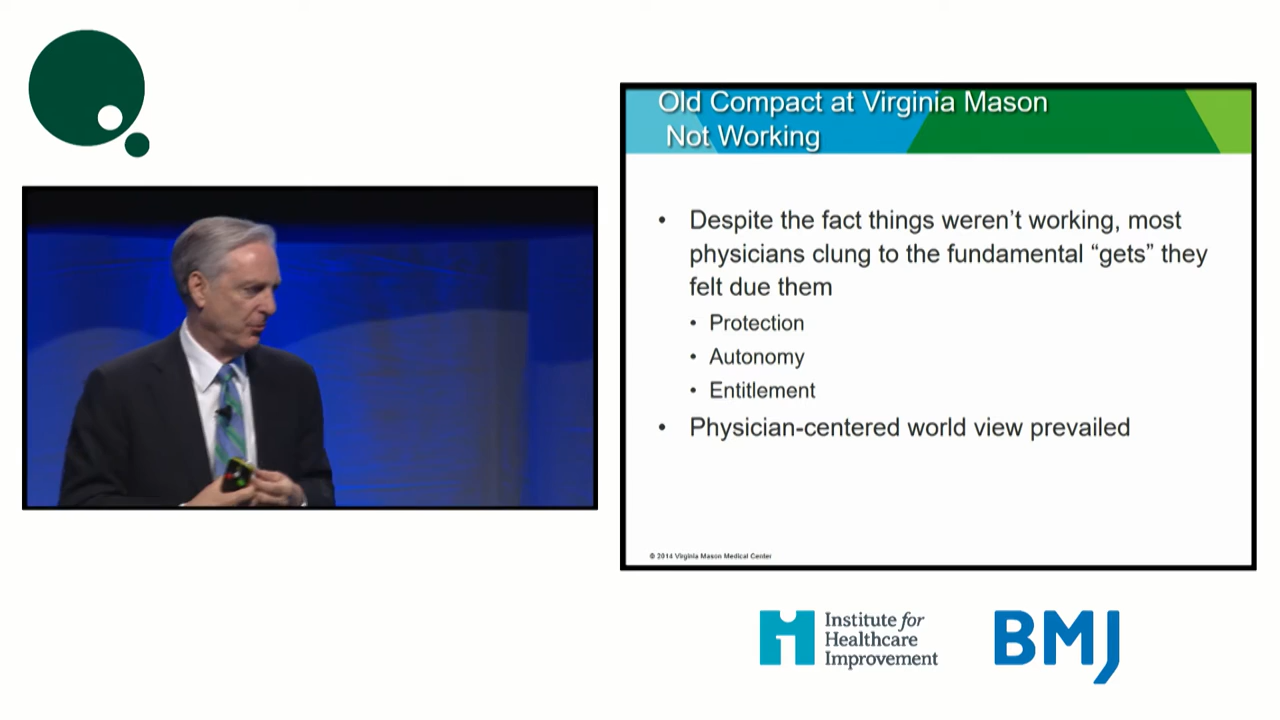 Old Compact at Virginia Mason
Not Working
• Despite the fact things weren’t working, most
physicians clung to the fundamental “gets” they
felt due them
• Protection
• Autonomy
• Entitlement
• Physician-centered world view prevailed
© 2014 Virginia Mason Medical Center
Institute for
Healthcare
Improvement
BMJ